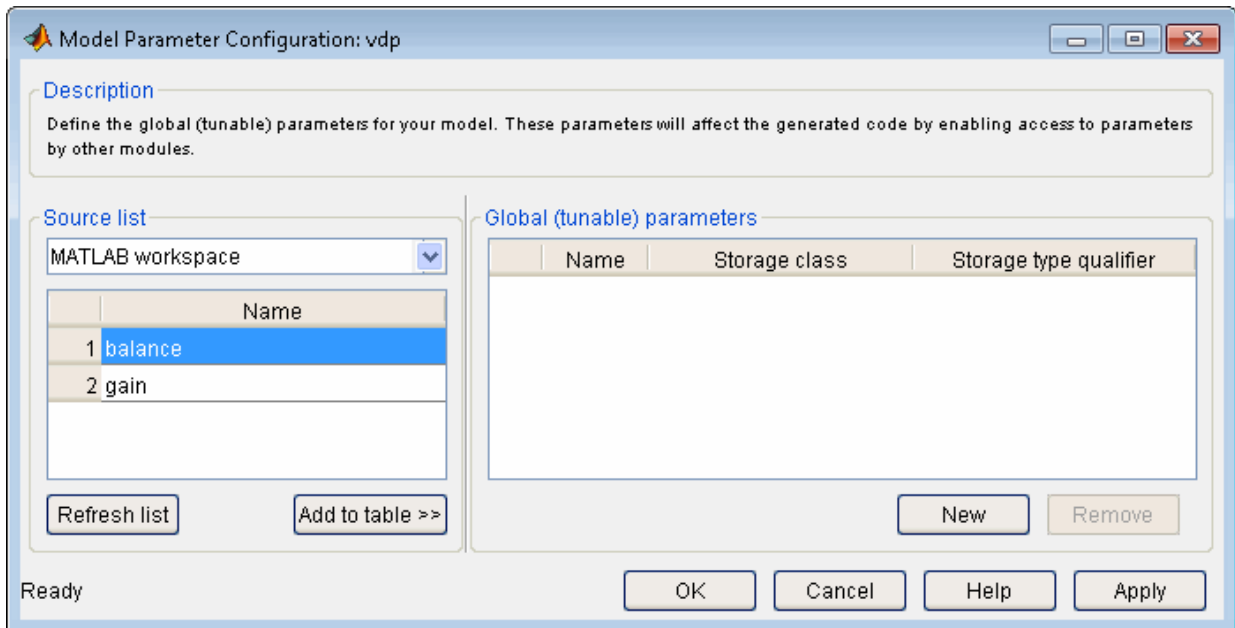 Model Parameter Configuration: vdp
Description
Define the global (tunable) parameters for your model. These parameters will affect the generated code by enabling access to parameters
by other modules.
Source list
MATLAB workspace
Name
1 balance
2 gain
Refresh list
Add to table >>
Global (tunable) parameters
Name Storage class Storage type qualifier
New Remove
Ready
OK Cancel Help Apply